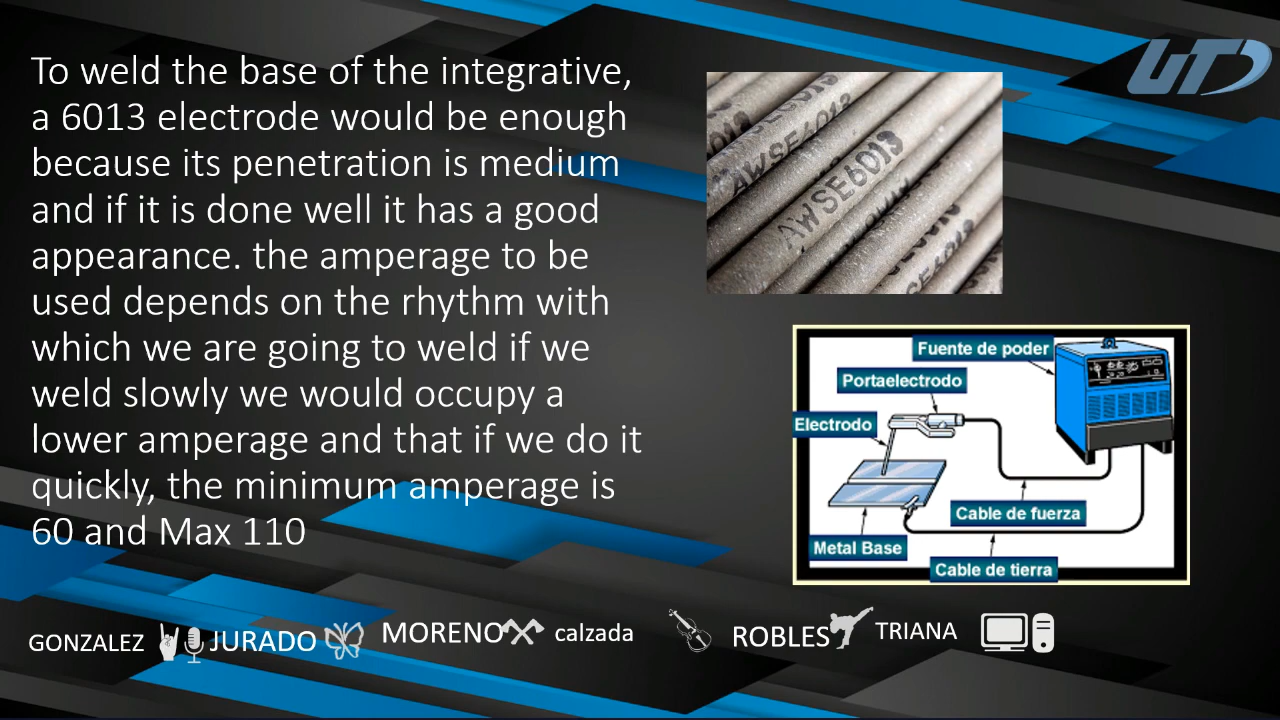 To weld the base of the integrative,
a 6013 electrode would be enough
because its penetration is medium
and if it is done well it has a good
appearance. the amperage to be
used depends on the rhythm with
which we are going to weld if we
weld slowly we would occupy a
lower amperage and that if we do it
quickly, the minimum amperage is
60 and Max 110
UT
AWSE6013
AWSE6013
Fuente de poder
Portaelectrodo
Electrodo
Cable de fuerza
Metal Base
Cable de tierra
GONZALEZ JURADO MORENO calzada ROBLES TRIANA